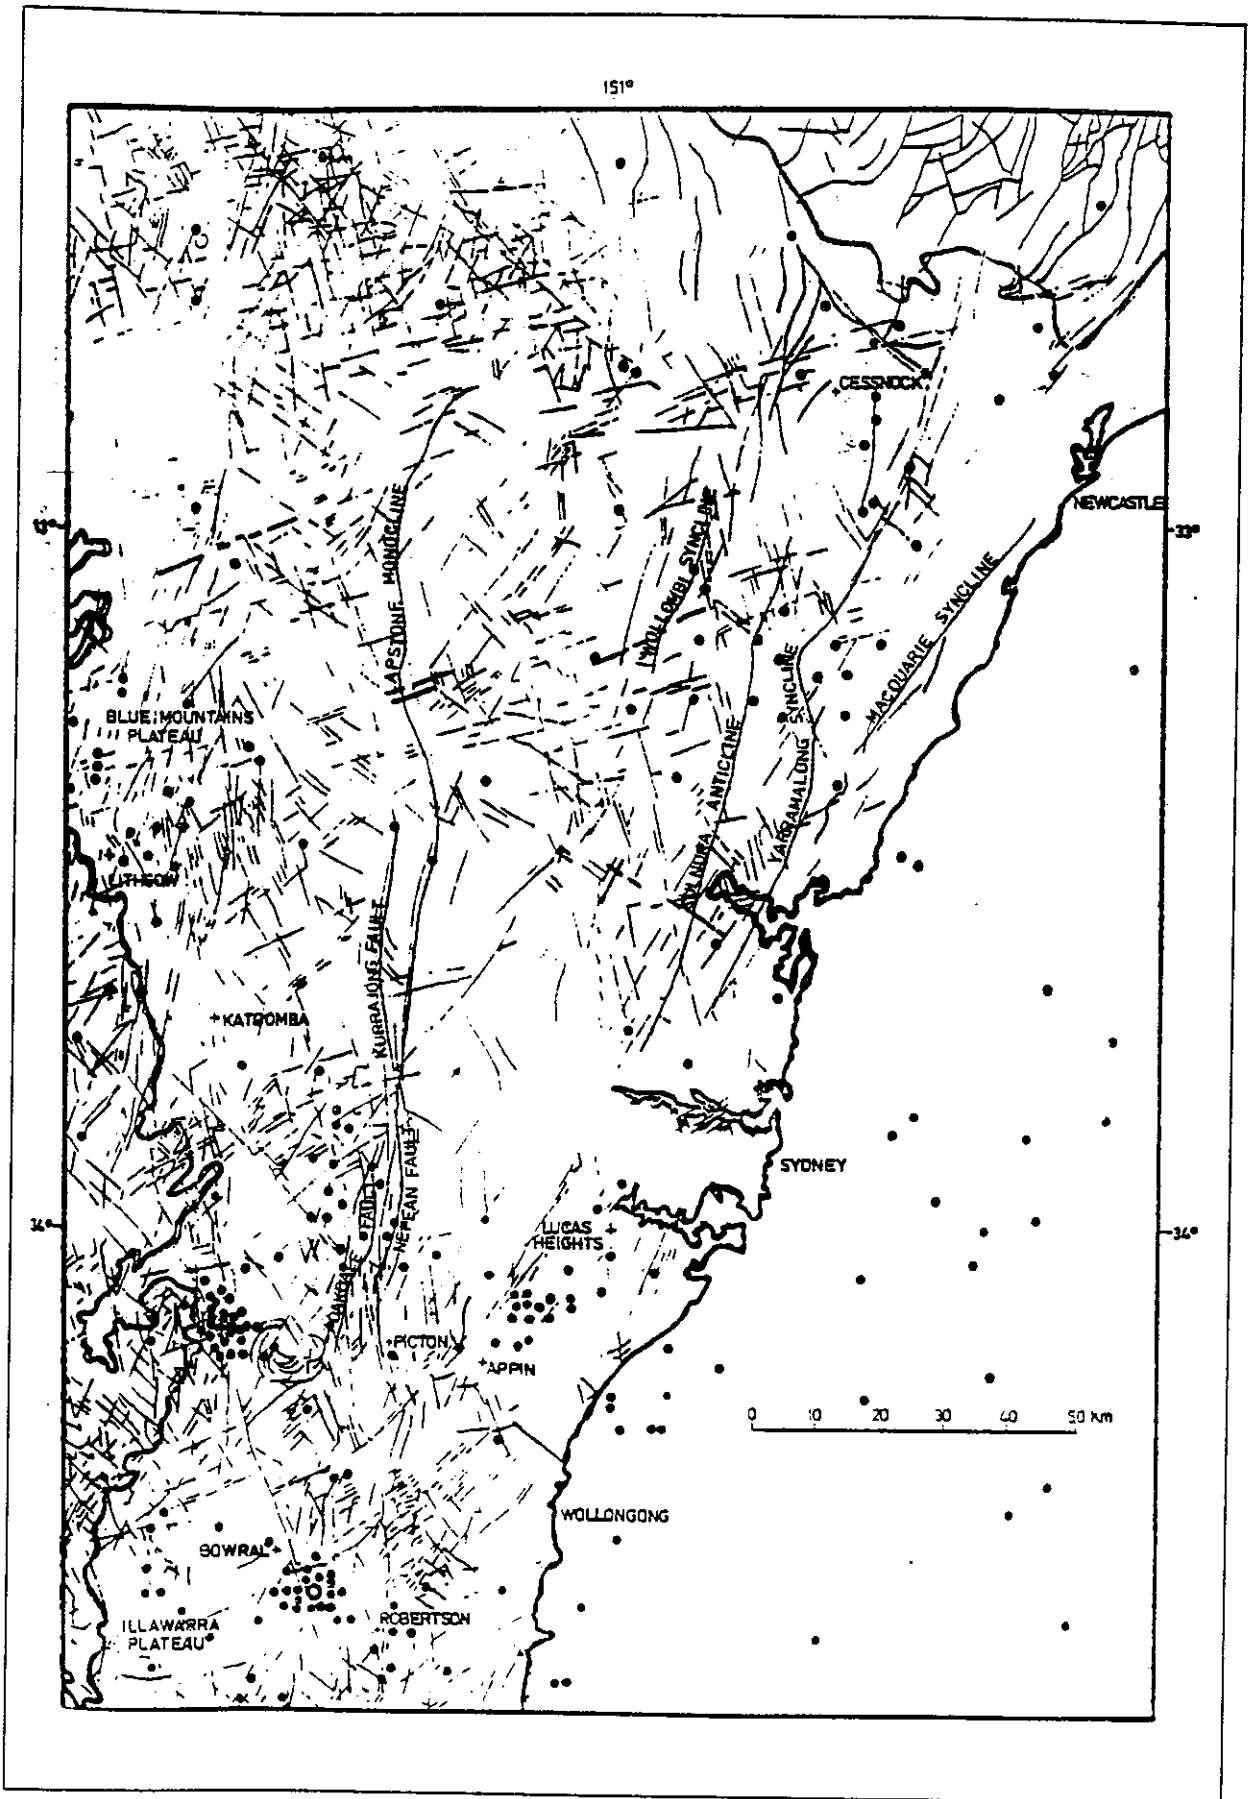 151°
CESSNOCK
NEWCASTLE
33°
33°
LAPSTONE MONOCLINE
WOLLOMBI SYNCLINE
MACQUARIE SYNCLINE
YARRAMALONG SYNCLINE
ANTICLINE
BLUE MOUNTAINS
PLATEAU
LITHGOW
KURRAJONG FAULT
KATOOMBA
NEPEAN FAULT
FAULT
SYDNEY
34°
34°
LUCAS
HEIGHTS
PICTON
APPIN
0 10 20 30 40 50 Km
WOLLONGONG
BOWRAL
ROBERTSON
ILLAWARRA
PLATEAU